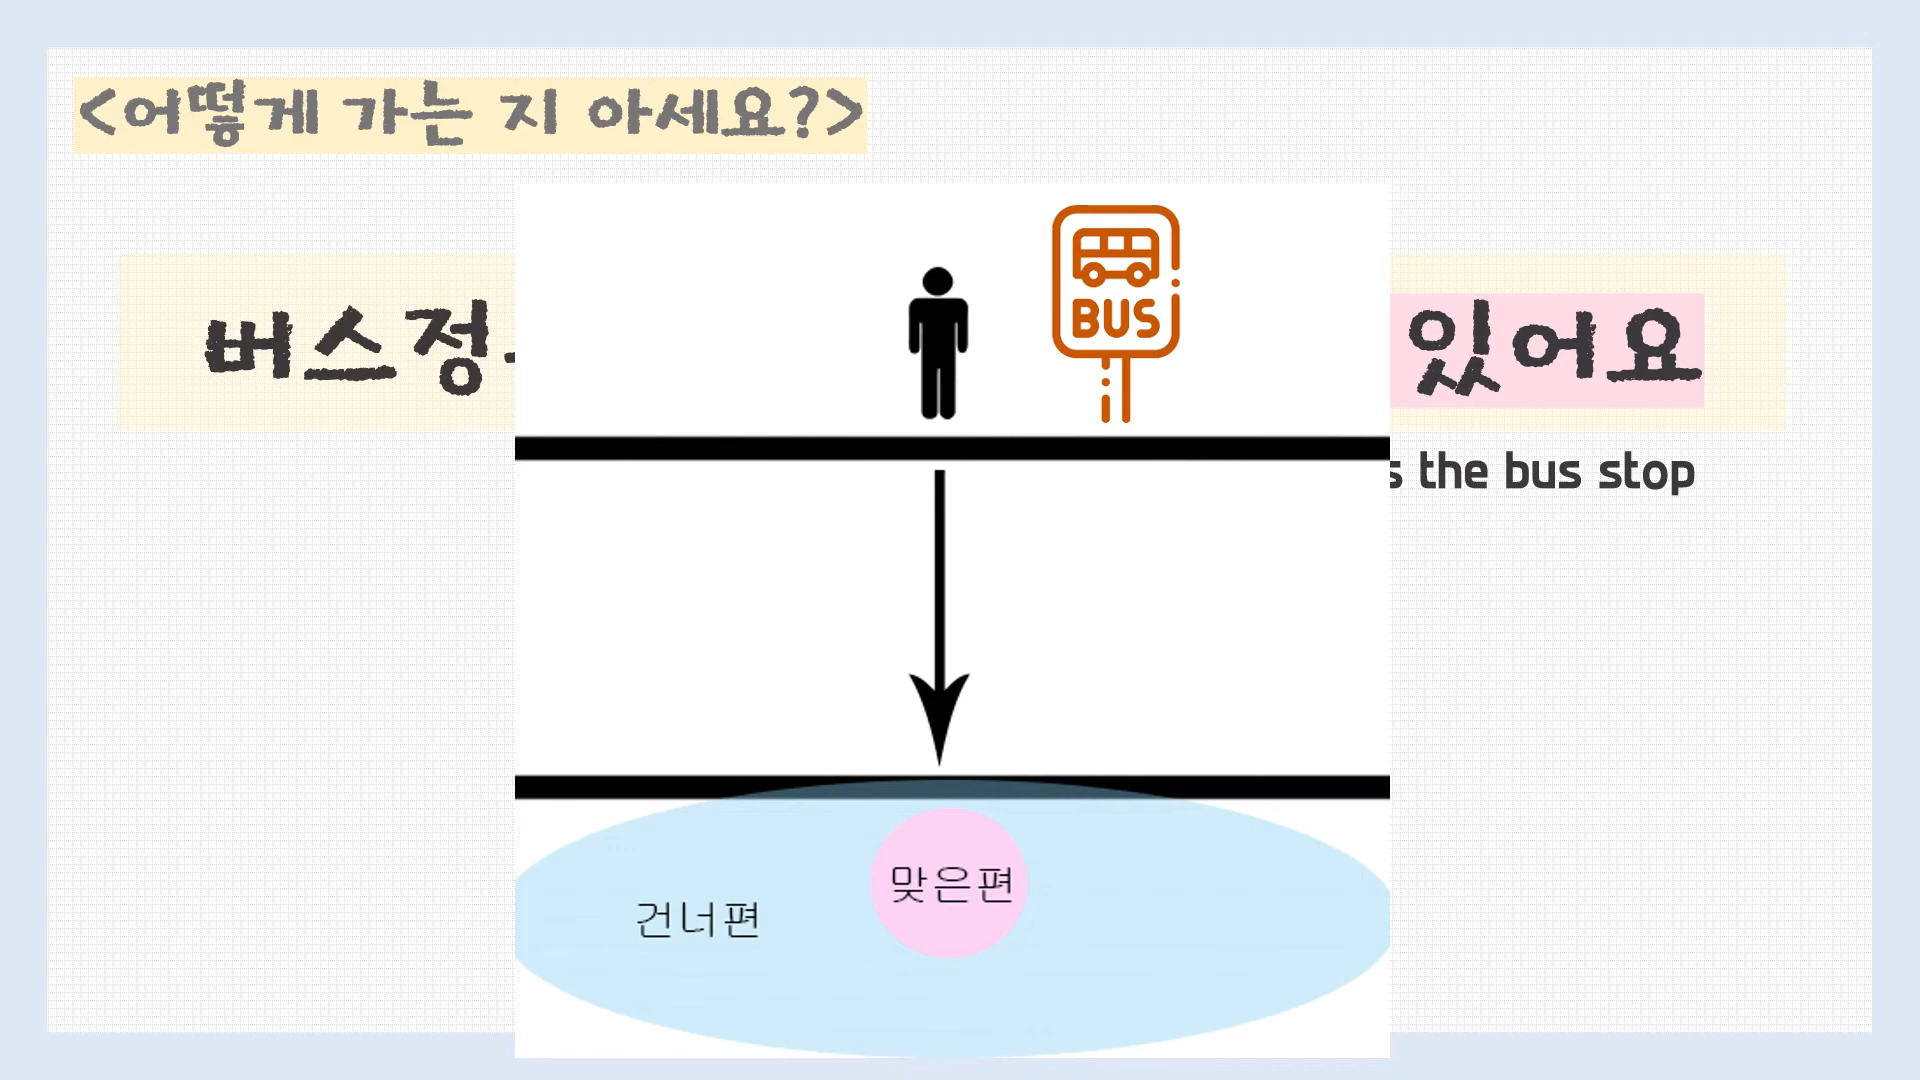 <어떻게 가는 지 아세요?>
BUS
버스정
있어요
the bus stop
맞은편
건너편